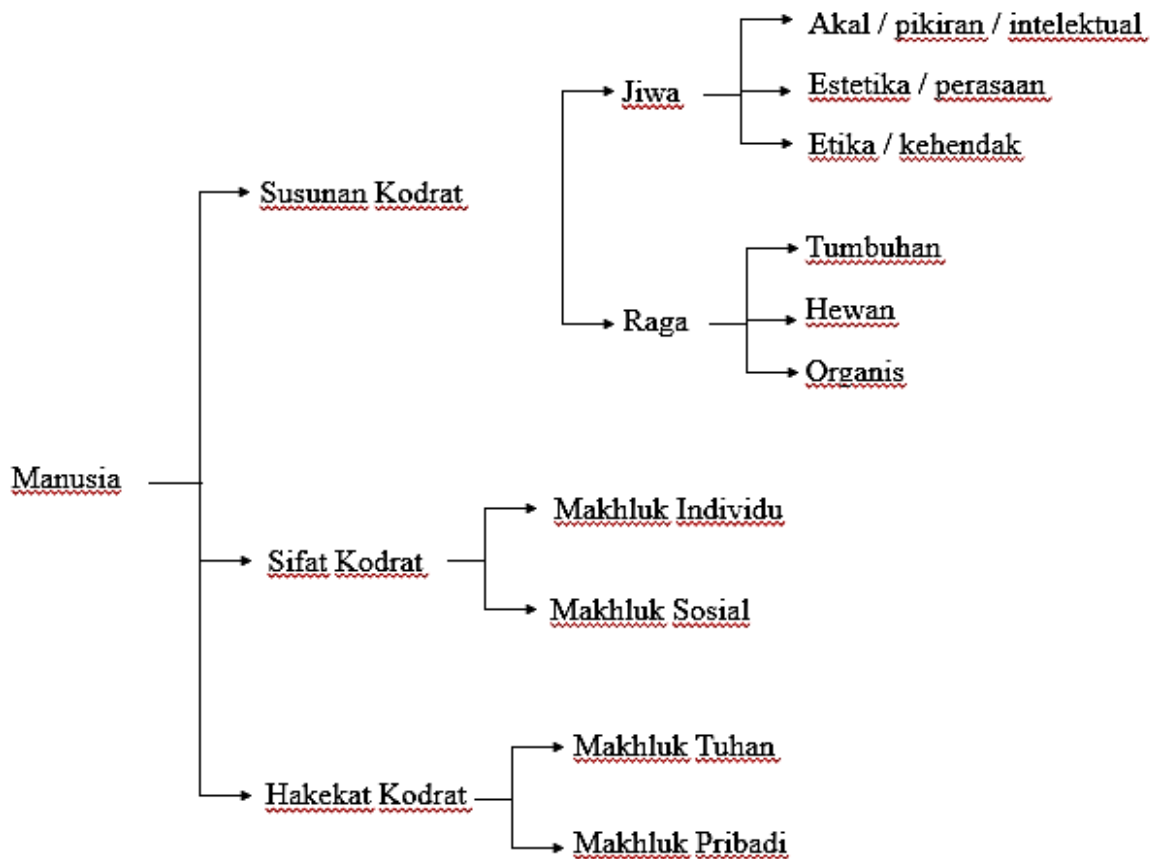 Akal / pikiran / intelektual
Jiwa
Estetika / perasaan
Etika / kehendak
Susunan Kodrat
Tumbuhan
Raga
Hewan
Organis
Manusia
Makhluk Individu
Sifat Kodrat
Makhluk Sosial
Makhluk Tuhan
Hakekat Kodrat
Makhluk Pribadi